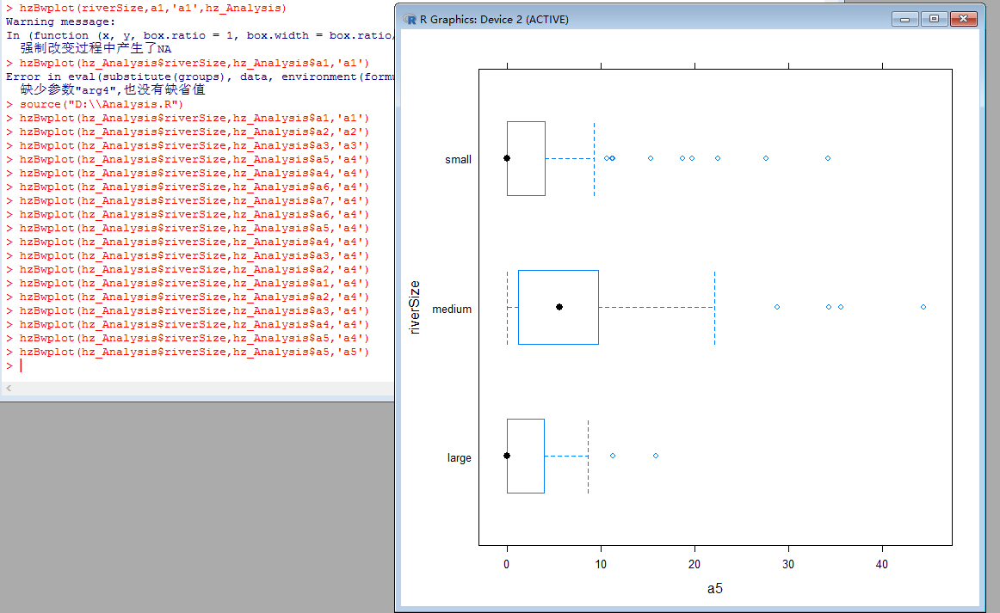 > hzBwplot(riverSize,a1,'a1',hz_Analysis)
Warning message:
In (function (x, y, box.ratio = 1, box.width = box.ratio/
强制改变过程中产生了NA
> hzBwplot(hz_Analysis$riverSize,hz_Analysis$a1,'a1')
Error in eval(substitute(groups), data, environment(formu
缺少参数"arg4",也没有缺省值
> source("D:\\Analysis.R")
> hzBwplot(hz_Analysis$riverSize,hz_Analysis$a1,'a1')
> hzBwplot(hz_Analysis$riverSize,hz_Analysis$a2,'a2')
> hzBwplot(hz_Analysis$riverSize,hz_Analysis$a3,'a3')
> hzBwplot(hz_Analysis$riverSize,hz_Analysis$a5,'a4')
> hzBwplot(hz_Analysis$riverSize,hz_Analysis$a4,'a4')
> hzBwplot(hz_Analysis$riverSize,hz_Analysis$a6,'a4')
> hzBwplot(hz_Analysis$riverSize,hz_Analysis$a7,'a4')
> hzBwplot(hz_Analysis$riverSize,hz_Analysis$a6,'a4')
> hzBwplot(hz_Analysis$riverSize,hz_Analysis$a5,'a4')
> hzBwplot(hz_Analysis$riverSize,hz_Analysis$a4,'a4')
> hzBwplot(hz_Analysis$riverSize,hz_Analysis$a3,'a4')
> hzBwplot(hz_Analysis$riverSize,hz_Analysis$a2,'a4')
> hzBwplot(hz_Analysis$riverSize,hz_Analysis$a1,'a4')
> hzBwplot(hz_Analysis$riverSize,hz_Analysis$a2,'a4')
> hzBwplot(hz_Analysis$riverSize,hz_Analysis$a3,'a4')
> hzBwplot(hz_Analysis$riverSize,hz_Analysis$a4,'a4')
> hzBwplot(hz_Analysis$riverSize,hz_Analysis$a5,'a4')
> hzBwplot(hz_Analysis$riverSize,hz_Analysis$a5,'a5')
>
R Graphics: Device 2 (ACTIVE)
small
medium
large
riverSize
0 10 20 30 40
a5